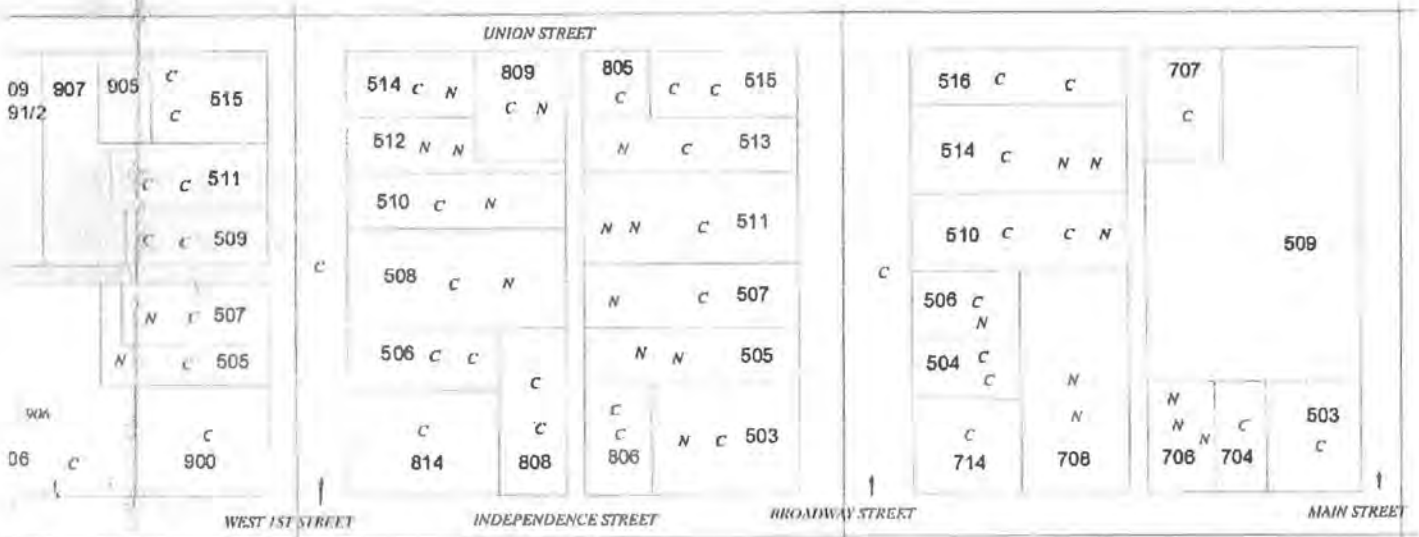 UNION STREET
09 907 905 C 515
91/2 C
C C 511
C C 509
N C 507
N C 505
906
06 C
C
900
C
514 C N
809
C N
512 N N
510 C N
508 C N
506 C C
C
814
C
C
808
805
C
C C 515
N C 513
N N C 511
N C 507
N N 505
C
C
806
N C 503
C
516 C C
514 C N N
510 C C N
506 C
N
504 C
C
C
714
N
N
708
707
C
509
N
N
N
706
C
704
503
C
WEST 1ST STREET
INDEPENDENCE STREET
BROADWAY STREET
MAIN STREET